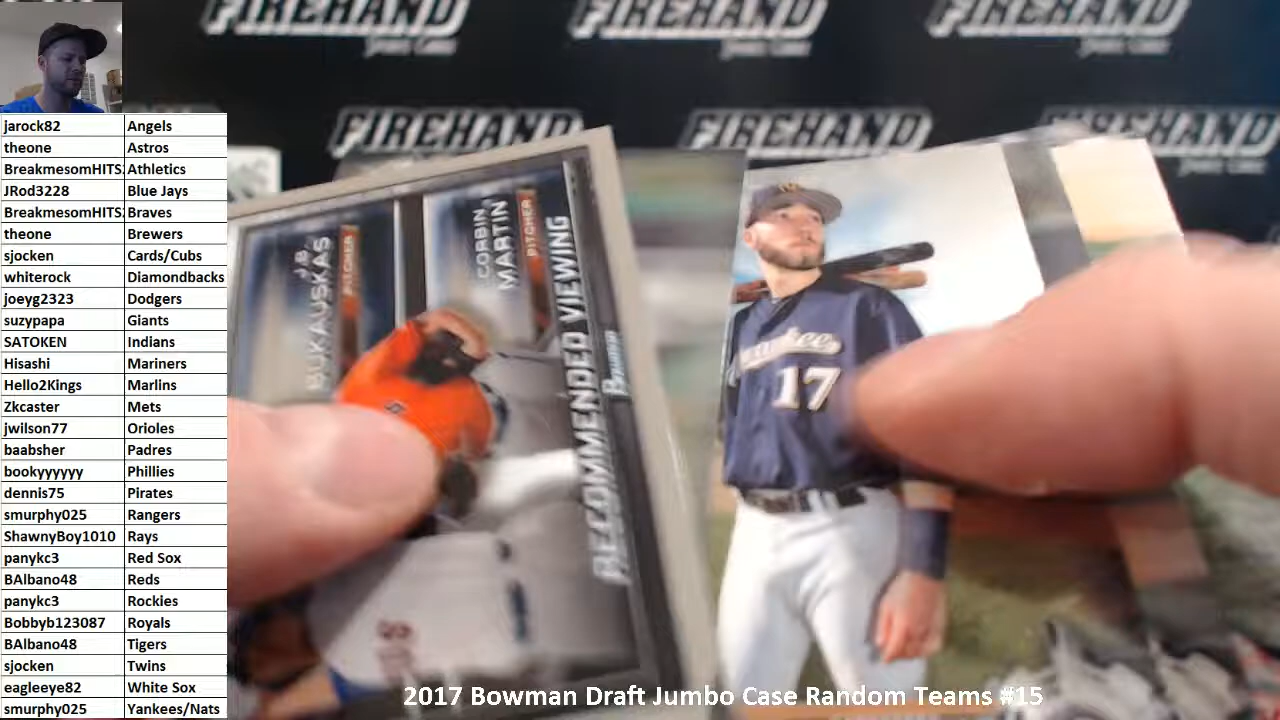 FIREHAND FIREHAND FIREHAND
FIREHAND FIREHAND FIREHAND
jarock82 Angels
theone Astros
BreakmesomHITS Athletics
JRod3228 Blue Jays
BreakmesomHITS Braves
theone Brewers
sjocken Cards/Cubs
whiterock Diamondbacks
joeyg2323 Dodgers
suzypapa Giants
SATOKEN Indians
Hisashi Mariners
Hello2Kings Marlins
Zkcaster Mets
jwilson77 Orioles
baabsher Padres
bookyyyyyy Phillies
dennis75 Pirates
smurphy025 Rangers
ShawnyBoy1010 Rays
panykc3 Red Sox
BAlbano48 Reds
panykc3 Rockies
Bobbyb123087 Royals
BAlbano48 Tigers
sjocken Twins
eagleeye82 White Sox
smurphy025 Yankees/Nats
J.B.
BUKAUSKAS
PITCHER
CORBIN
MARTIN
PITCHER
RECOMMENDED VIEWING
BOWMAN
17
2017 Bowman Draft Jumbo Case Random Teams #15